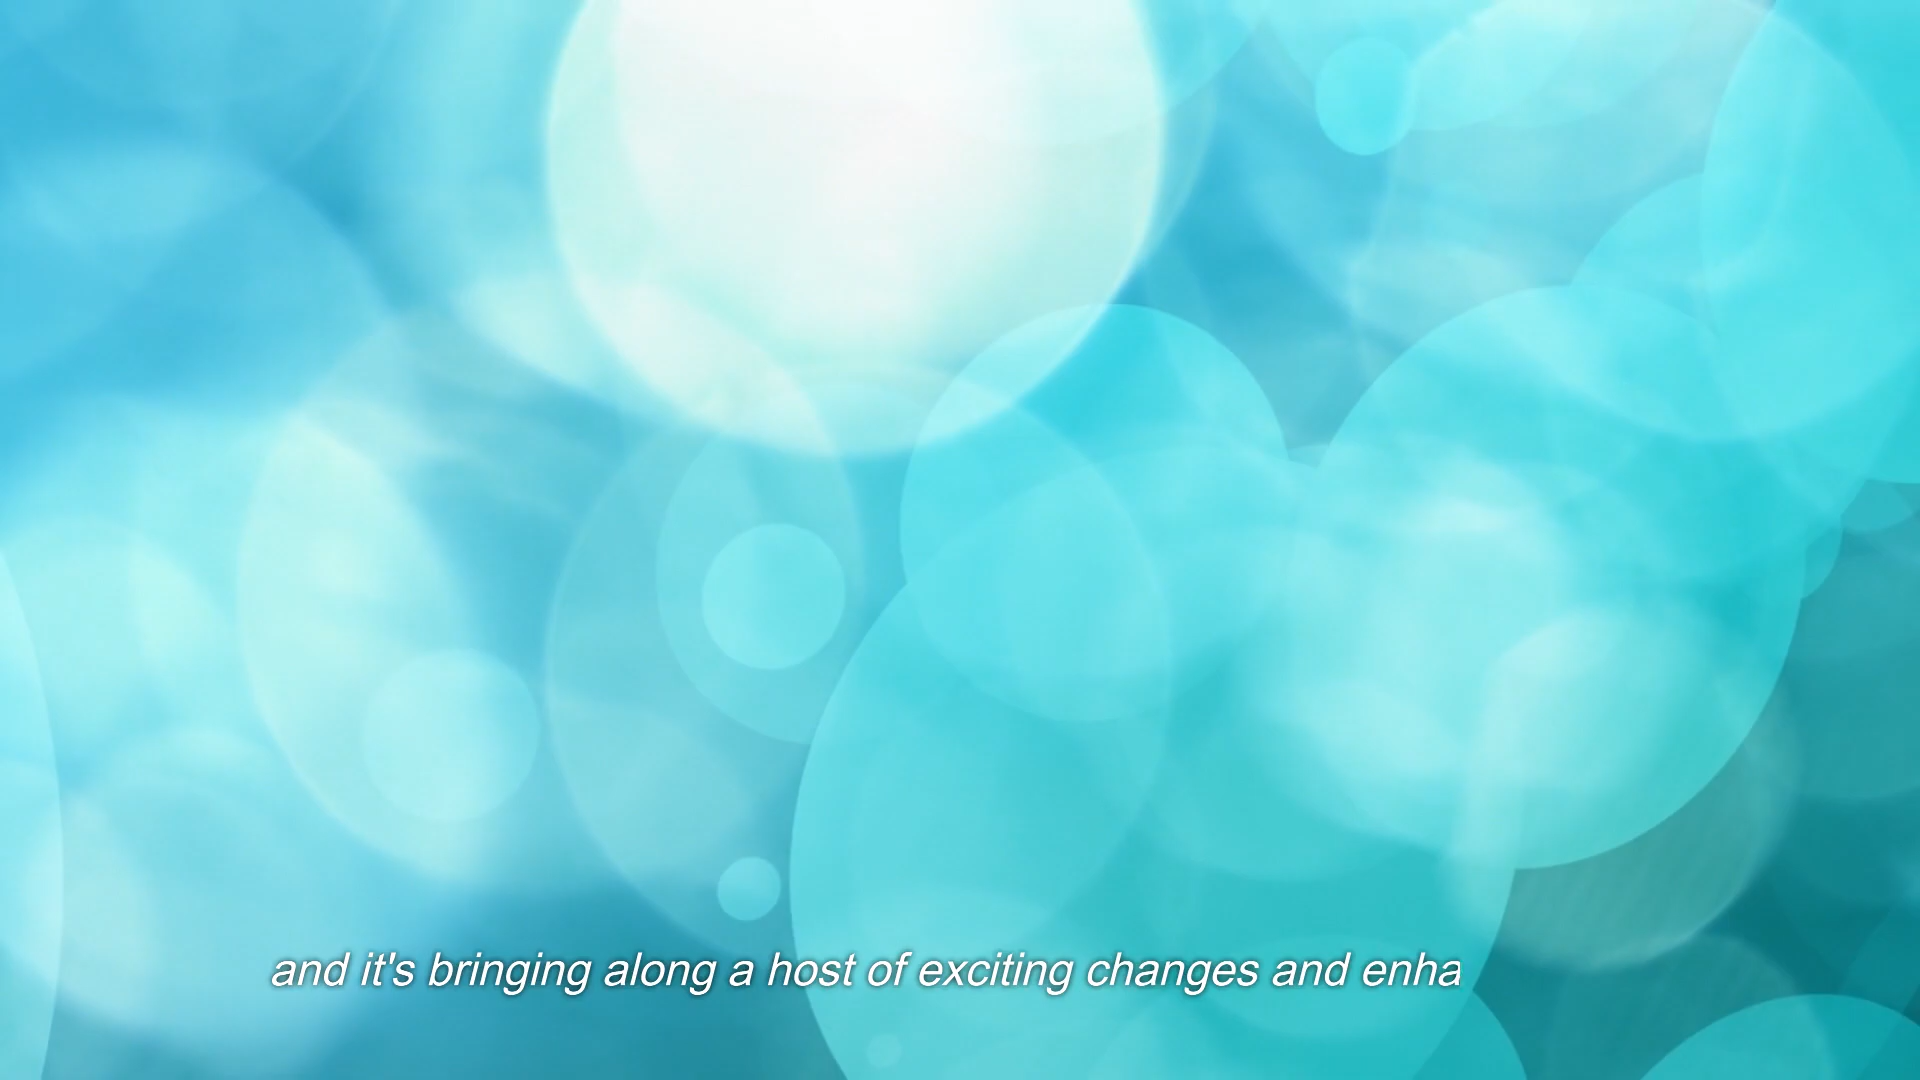 and it's bringing along a host of exciting changes and enha